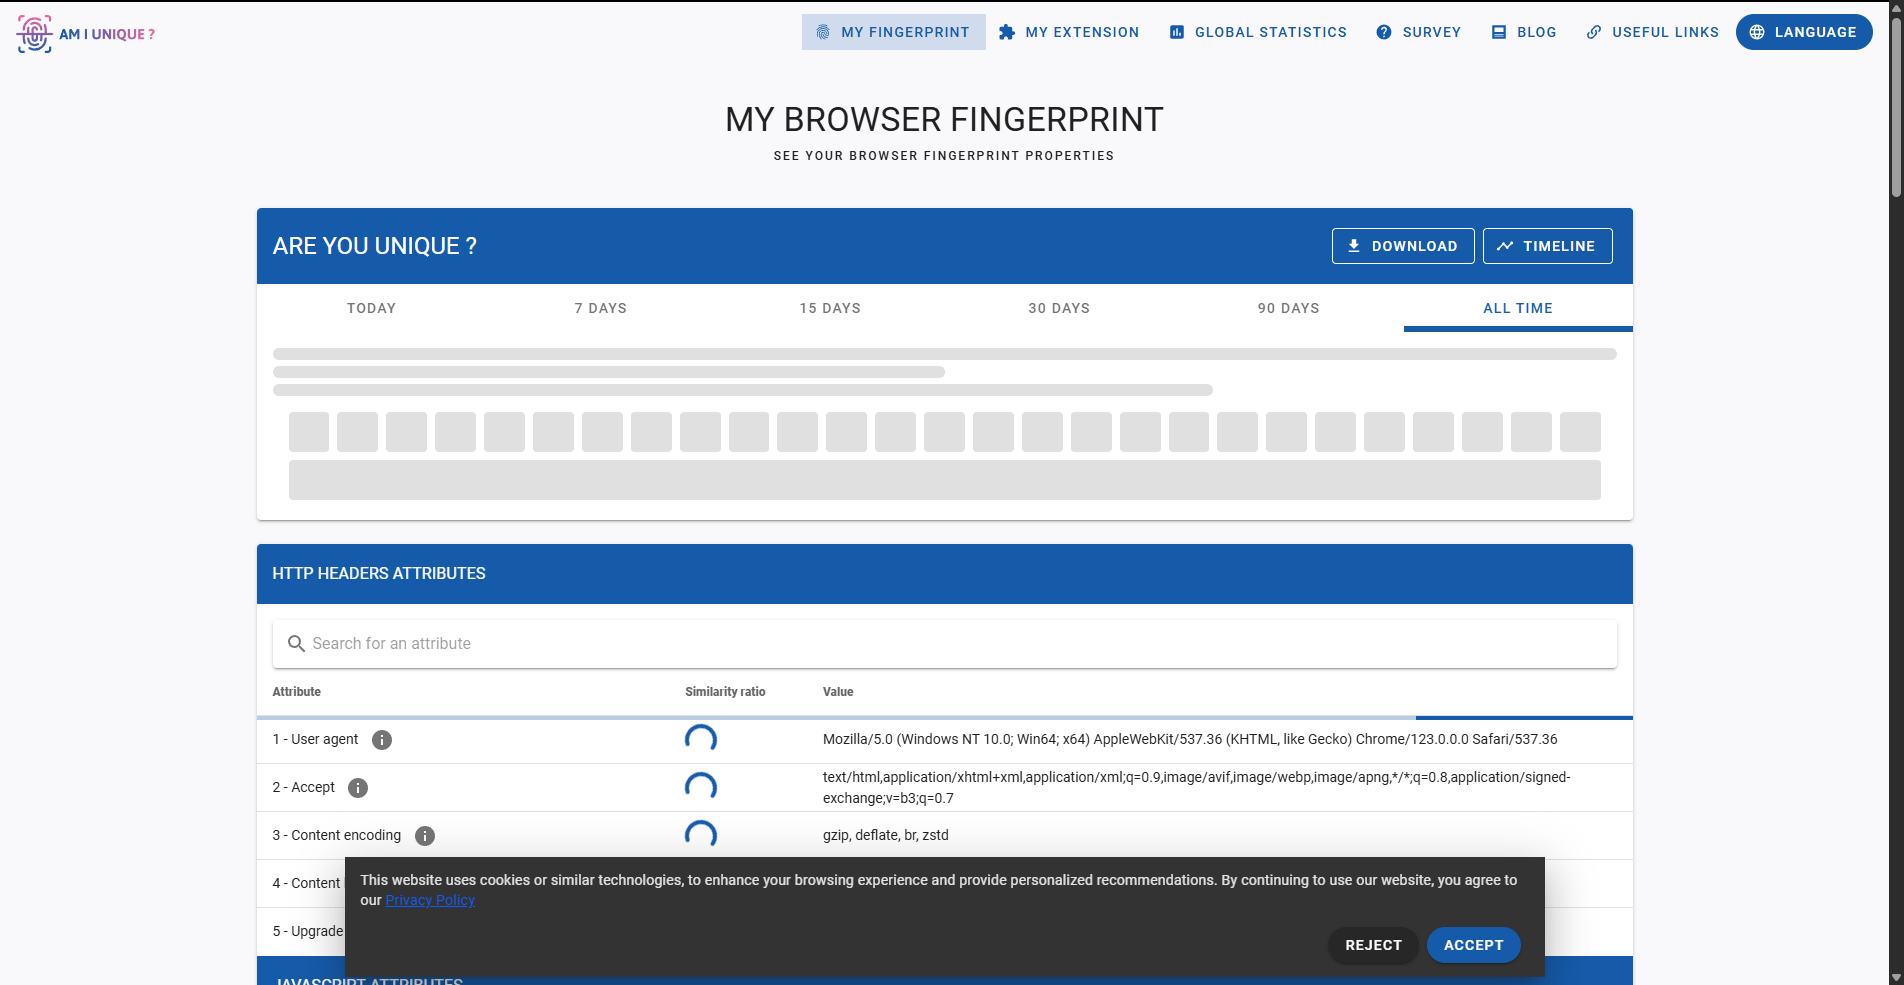 AM I UNIQUE ?
MY FINGERPRINT
MY EXTENSION
GLOBAL STATISTICS
SURVEY
BLOG
USEFUL LINKS
LANGUAGE
MY BROWSER FINGERPRINT
SEE YOUR BROWSER FINGERPRINT PROPERTIES
ARE YOU UNIQUE ?
DOWNLOAD
TIMELINE
TODAY
7 DAYS
15 DAYS
30 DAYS
90 DAYS
ALL TIME
HTTP HEADERS ATTRIBUTES
Search for an attribute
Attribute
Similarity ratio
Value
1 - User agent
Mozilla/5.0 (Windows NT 10.0; Win64; x64) AppleWebKit/537.36 (KHTML, like Gecko) Chrome/123.0.0.0 Safari/537.36
2 - Accept
text/html,application/xhtml+xml,application/xml;q=0.9,image/avif,image/webp,image/apng,*/*;q=0.8,application/signed-
exchange;v=b3;q=0.7
3 - Content encoding
gzip, deflate, br, zstd
4 - Content
5 - Upgrade
This website uses cookies or similar technologies, to enhance your browsing experience and provide personalized recommendations. By continuing to use our website, you agree to
our Privacy Policy
REJECT
ACCEPT
JAVASCRIPT ATTRIBUTES